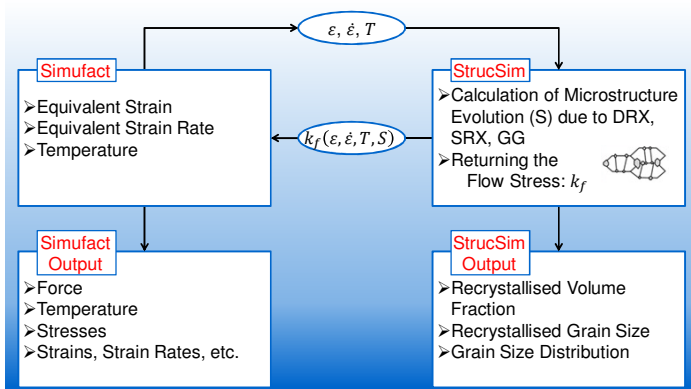 ε, ε̇, T
Simufact
➢Equivalent Strain
➢Equivalent Strain Rate
➢Temperature
k_f(ε, ε̇, T, S)
StrucSim
➢Calculation of Microstructure
Evolution (S) due to DRX,
SRX, GG
➢Returning the
Flow Stress: k_f
Simufact
Output
➢Force
➢Temperature
➢Stresses
➢Strains, Strain Rates, etc.
StrucSim
Output
➢Recrystallised Volume
Fraction
➢Recrystallised Grain Size
➢Grain Size Distribution